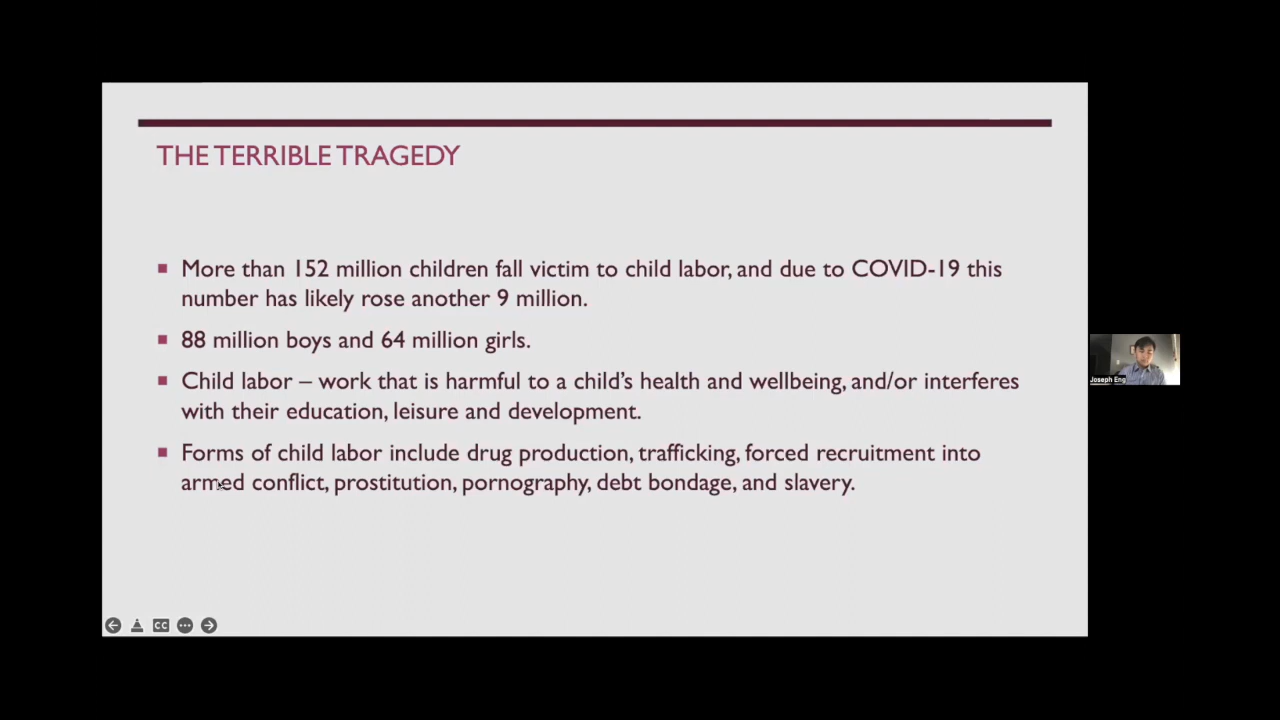 THE TERRIBLE TRAGEDY
More than 152 million children fall victim to child labor, and due to COVID-19 this
number has likely rose another 9 million.
88 million boys and 64 million girls.
Child labor – work that is harmful to a child's health and wellbeing, and/or interferes
with their education, leisure and development.
Forms of child labor include drug production, trafficking, forced recruitment into
armed conflict, prostitution, pornography, debt bondage, and slavery.
Joseph Eng
CC